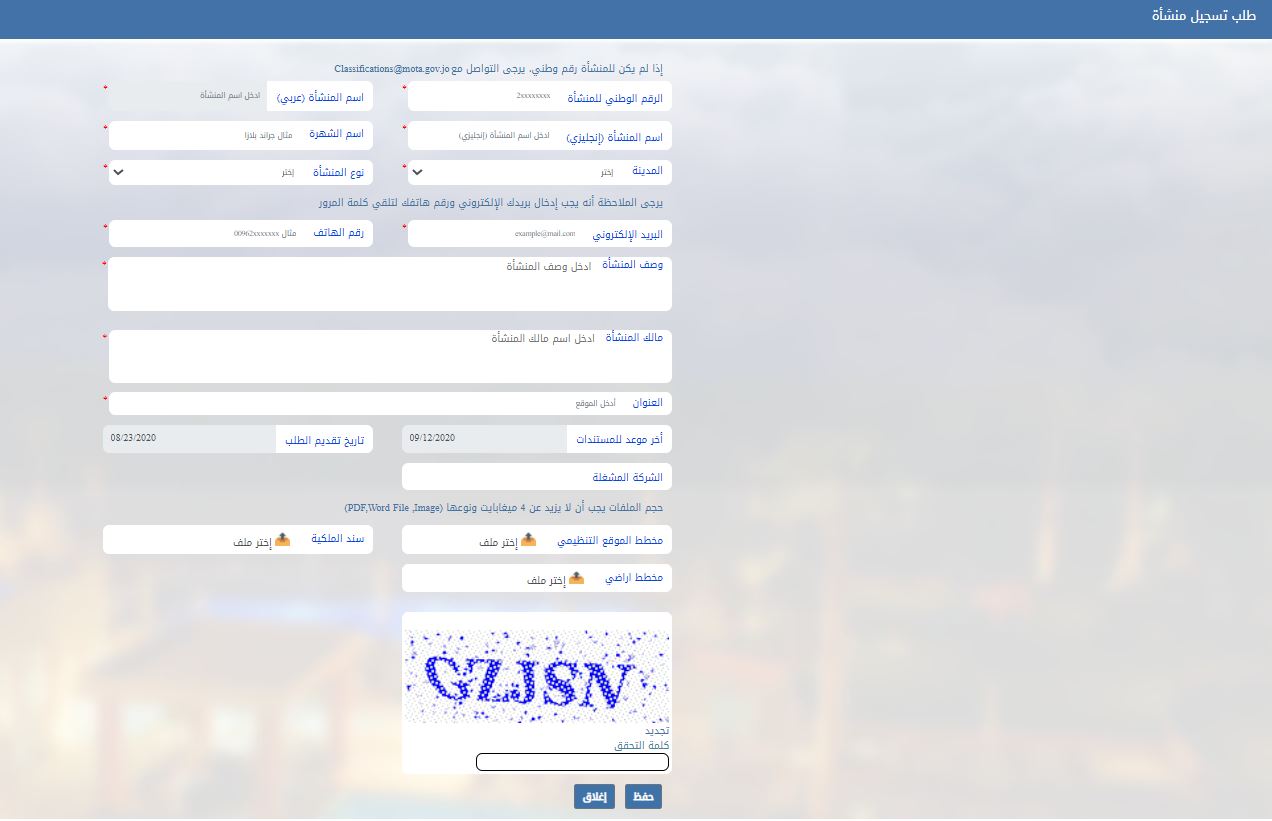 طلب تسجيل منشأة
إذا لم يكن للمنشأة رقم وطني، يرجى التواصل مع Classifications@mota.gov.jo
الرقم الوطني للمنشأة 2xxxxxxxx * اسم المنشأة (عربي) ادخل اسم المنشأة *
اسم المنشأة (إنجليزي) ادخل اسم المنشأة (إنجليزي) * اسم الشهرة مثال جراند بلازا *
المدينة إختر * نوع المنشأة إختر *
يرجى الملاحظة أنه يجب إدخال بريدك الإلكتروني ورقم هاتفك لتلقي كلمة المرور
البريد الإلكتروني example@mail.com * رقم الهاتف مثال 00962xxxxxxx *
وصف المنشأة ادخل وصف المنشأة *
مالك المنشأة ادخل اسم مالك المنشأة *
العنوان أدخل الموقع *
أخر موعد للمستندات 09/12/2020 تاريخ تقديم الطلب 08/23/2020
الشركة المشغلة
حجم الملفات يجب أن لا يزيد عن 4 ميغابايت ونوعها (PDF,Word File ,Image)
مخطط الموقع التنظيمي إختر ملف سند الملكية إختر ملف
مخطط اراضي إختر ملف
GZJSN
تجديد
كلمة التحقق
حفظ إغلاق